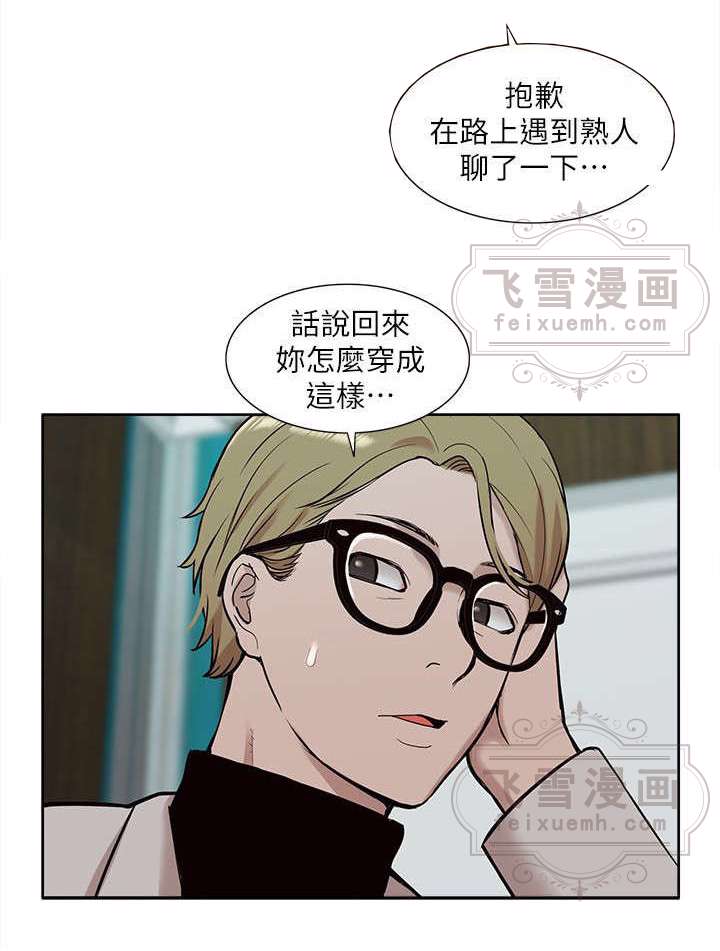 抱歉
在路上遇到熟人
聊了一下⋯
飞雪漫画
feixuemh.com
話說回來
妳怎麼穿成
這樣⋯
飞雪漫画
feixuemh.com